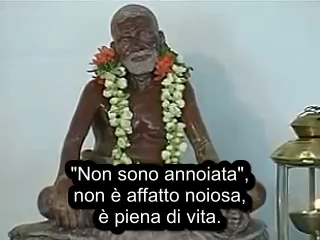 "Non sono annoiata",
non è affatto noiosa,
è piena di vita.